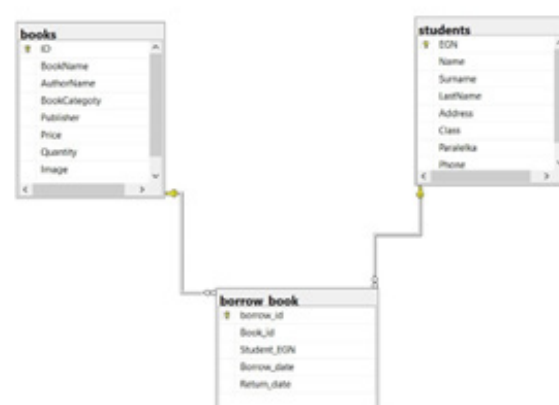 books
ID
BookName
AuthorName
BookCategoty
Publisher
Price
Quantity
Image
students
EGN
Name
Surname
LastName
Address
Class
Paralelka
Phone
borrow_book
borrow_id
Book_id
Student_EGN
Borrow_date
Return_date